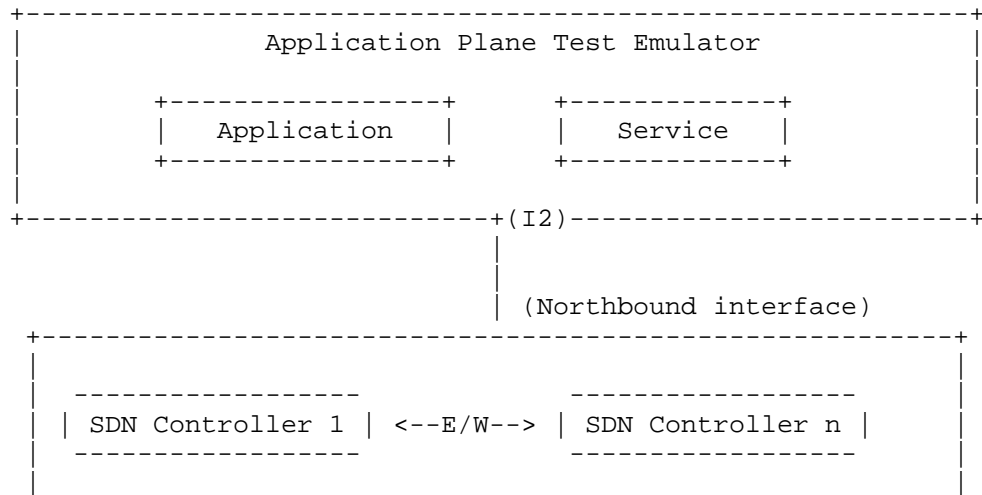 Application Plane Test Emulator
Application Service
(I2)
(Northbound interface)
SDN Controller 1 <--E/W--> SDN Controller n